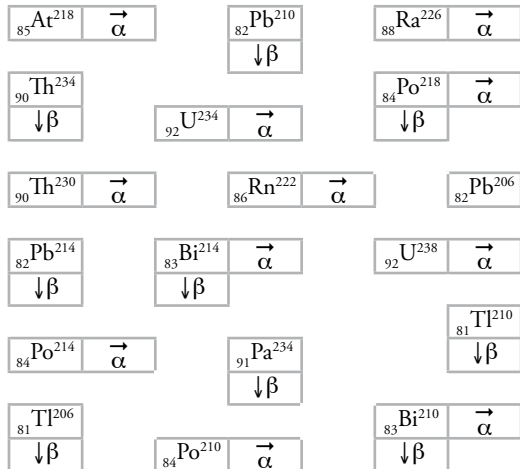 ₈₅At²¹⁸ → α ₈₂Pb²¹⁰ ₈₈Ra²²⁶ → α
↓β
₉₀Th²³⁴ ₈₄Po²¹⁸ → α
↓β ₉₂U²³⁴ → α ↓β
₉₀Th²³⁰ → α ₈₆Rn²²² → α ₈₂Pb²⁰⁶
₈₂Pb²¹⁴ ₈₃Bi²¹⁴ → α ₉₂U²³⁸ → α
↓β ↓β
₈₁Tl²¹⁰
↓β
₈₄Po²¹⁴ → α ₉₁Pa²³⁴
↓β
₈₁Tl²⁰⁶ ₈₃Bi²¹⁰ → α
↓β ₈₄Po²¹⁰ → α ↓β